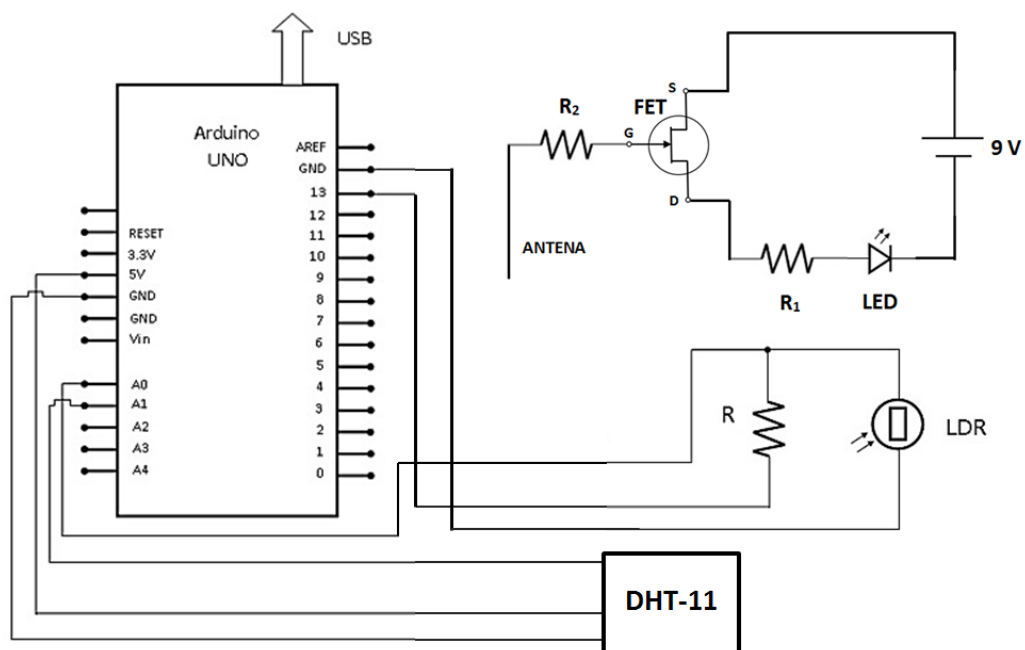 USB
Arduino
UNO
AREF
GND
13
12
11
10
9
8
7
6
5
4
3
2
1
0
RESET
3.3V
5V
GND
GND
Vin
A0
A1
A2
A3
A4
R₂
G
FET
S
D
9 V
ANTENA
R₁
LED
R
LDR
DHT-11